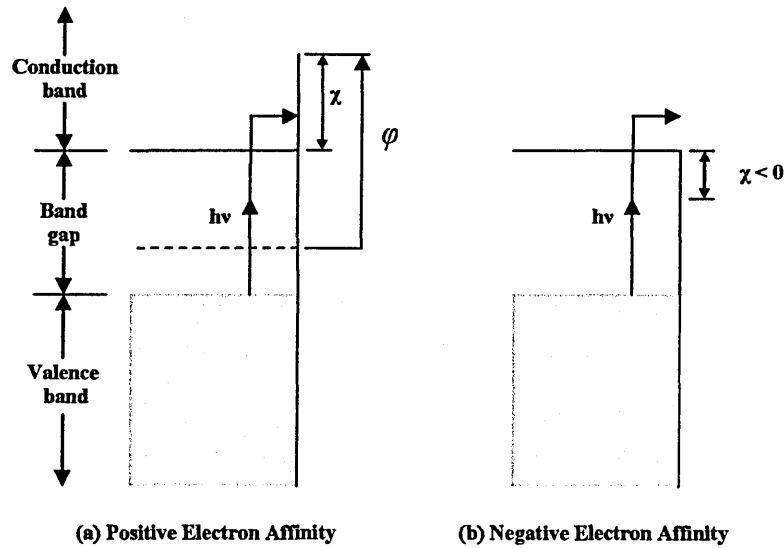 Conduction
band
χ
φ
χ < 0
Band
gap
hν
hν
Valence
band
(a) Positive Electron Affinity
(b) Negative Electron Affinity